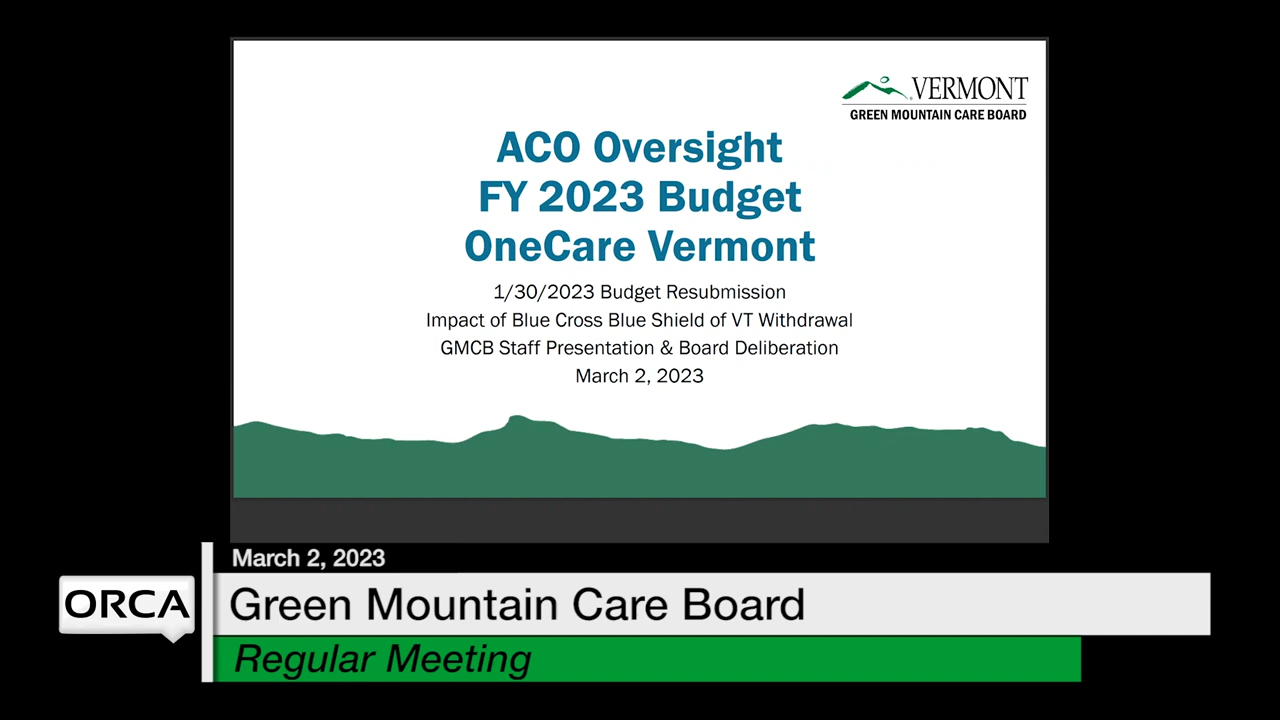 VERMONT
GREEN MOUNTAIN CARE BOARD
ACO Oversight
FY 2023 Budget
OneCare Vermont
1/30/2023 Budget Resubmission
Impact of Blue Cross Blue Shield of VT Withdrawal
GMCB Staff Presentation & Board Deliberation
March 2, 2023
March 2, 2023
ORCA
Green Mountain Care Board
Regular Meeting